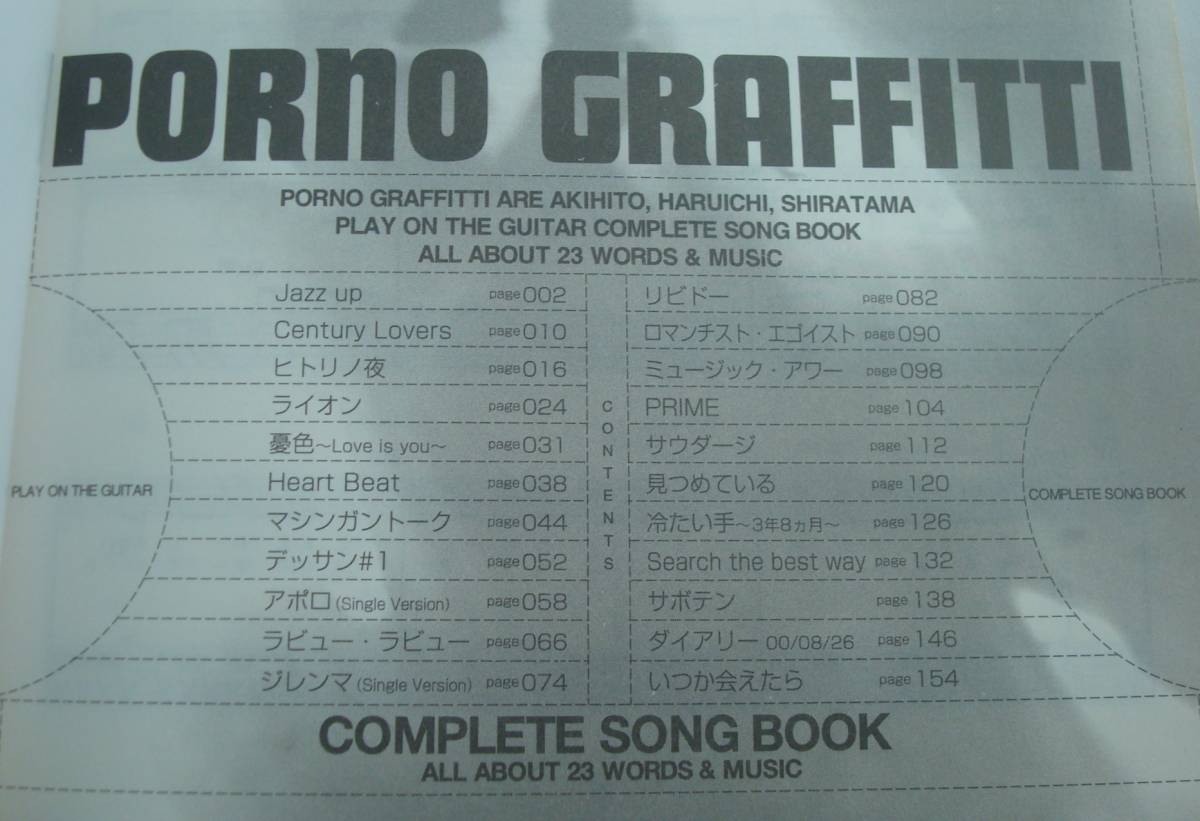 PORNO GRAFFITTI
PORNO GRAFFITTI ARE AKIHITO, HARUICHI, SHIRATAMA
PLAY ON THE GUITAR COMPLETE SONG BOOK
ALL ABOUT 23 WORDS & MUSiC
Jazz up page002
Century Lovers page010
ヒトリノ夜 page016
ライオン page024
憂色～Love is you～ page031
Heart Beat page038
マシンガントーク page044
デッサン#1 page052
アポロ(Single Version) page058
ラビュー・ラビュー page066
ジレンマ(Single Version) page074
CONTENTS
リビドー page082
ロマンチスト・エゴイスト page090
ミュージック・アワー page098
PRIME page104
サウダージ page112
見つめている page120
冷たい手～3年8ヵ月～ page126
Search the best way page132
サボテン page138
ダイアリー 00/08/26 page146
いつか会えたら page154
PLAY ON THE GUITAR
COMPLETE SONG BOOK
COMPLETE SONG BOOK
ALL ABOUT 23 WORDS & MUSIC